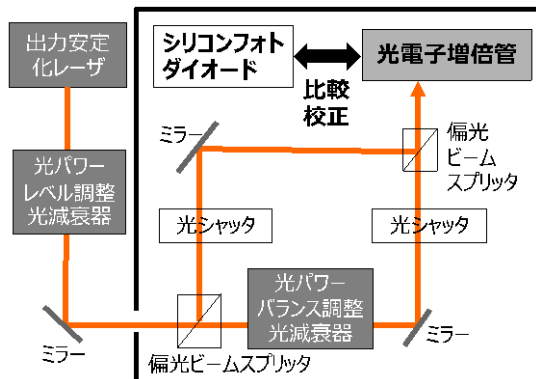 出力安定
化レーザ
シリコンフォト
ダイオード
光電子増倍管
比較
校正
ミラー
偏光
ビーム
スプリッタ
光パワー
レベル調整
光減衰器
光シャッタ
光シャッタ
光パワー
バランス調整
光減衰器
ミラー
偏光ビームスプリッタ
ミラー